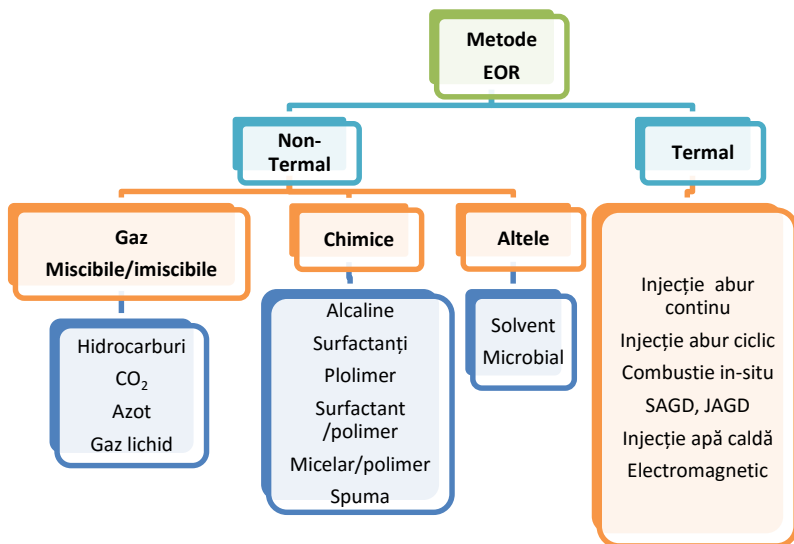 Metode
EOR
Non-
Termal
Termal
Gaz
Miscibile/imiscibile
Chimice
Altele
Hidrocarburi
CO₂
Azot
Gaz lichid
Alcaline
Surfactanți
Plolimer
Surfactant
/polimer
Micelar/polimer
Spuma
Solvent
Microbial
Injecție abur
continu
Injecție abur ciclic
Combustie in-situ
SAGD, JAGD
Injecție apă caldă
Electromagnetic